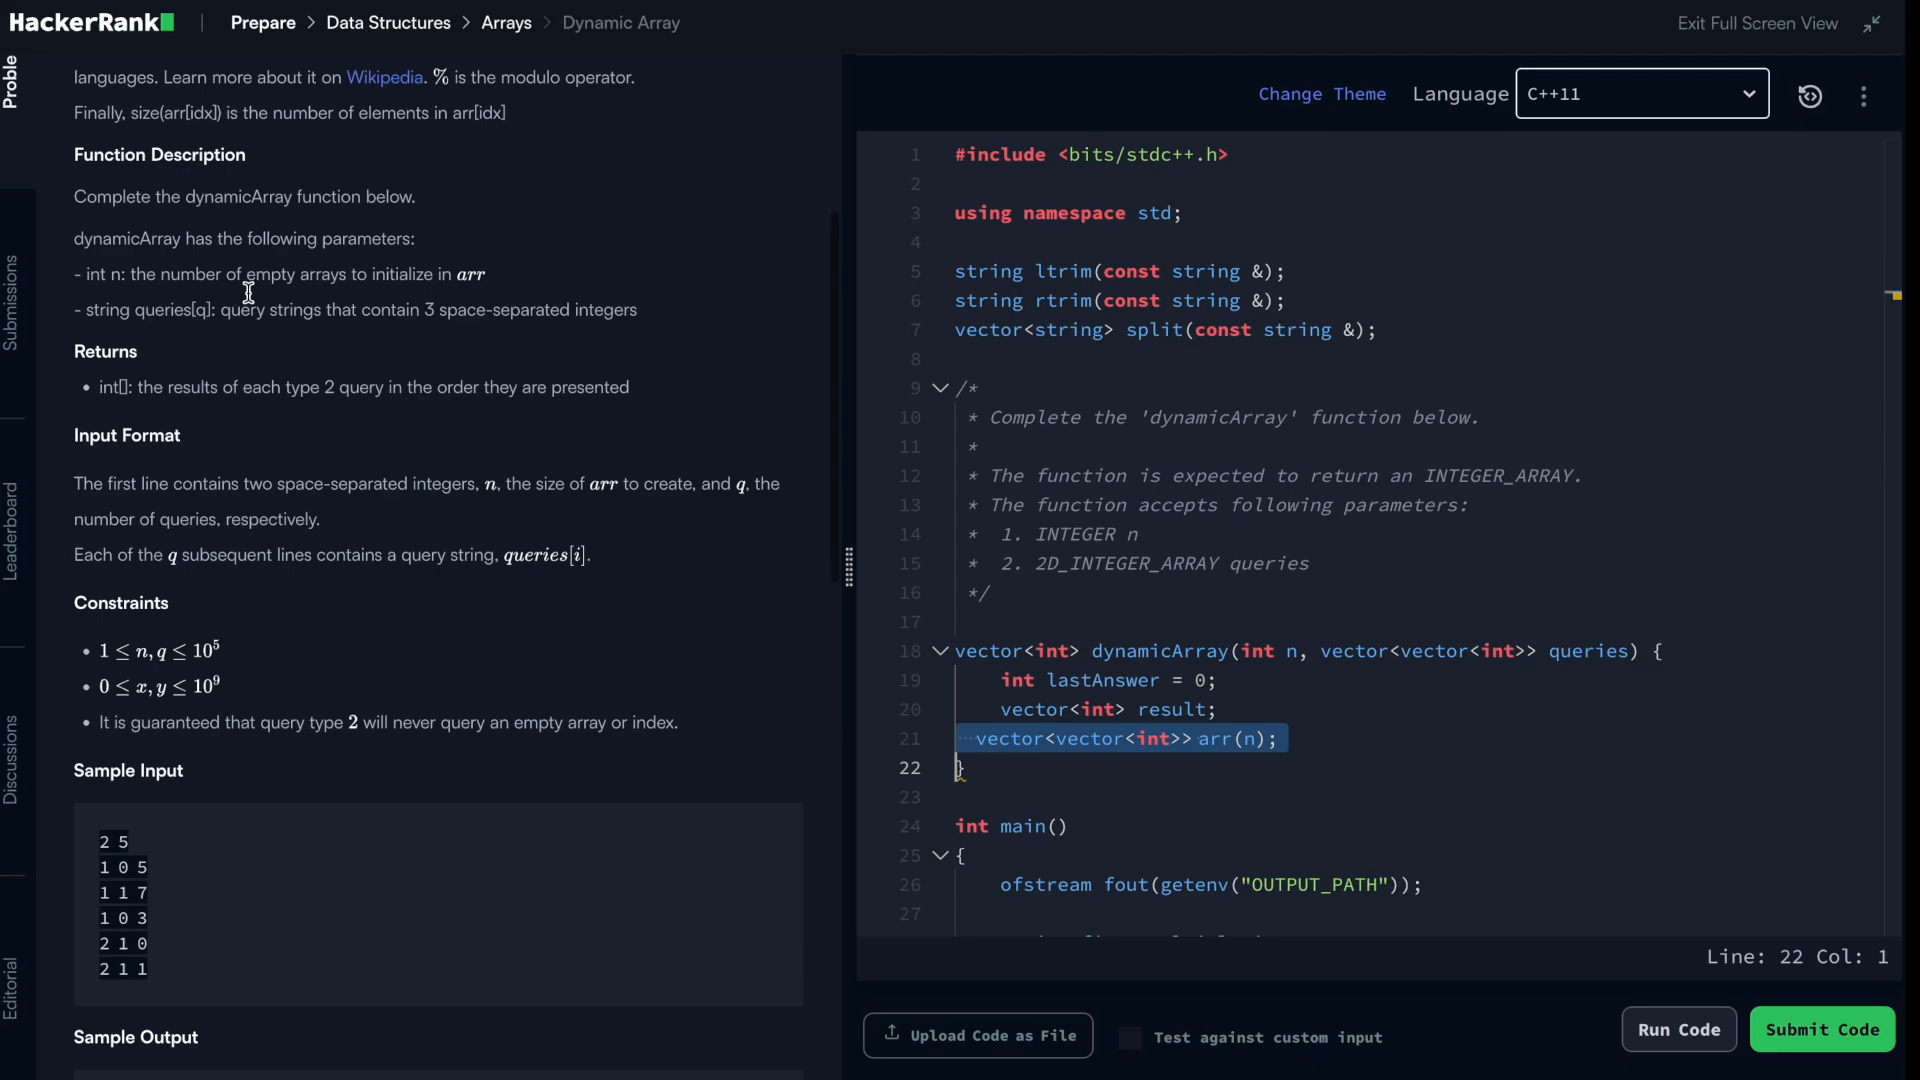 HackerRank | Prepare > Data Structures > Arrays > Dynamic Array
Exit Full Screen View
Proble
Submissions
Leaderboard
Discussions
Editorial
languages. Learn more about it on Wikipedia. % is the modulo operator.
Finally, size(arr[idx]) is the number of elements in arr[idx]
Function Description
Complete the dynamicArray function below.
dynamicArray has the following parameters:
- int n: the number of empty arrays to initialize in arr
- string queries[q]: query strings that contain 3 space-separated integers
Returns
• int[]: the results of each type 2 query in the order they are presented
Input Format
The first line contains two space-separated integers, n, the size of arr to create, and q, the
number of queries, respectively.
Each of the q subsequent lines contains a query string, queries[i].
Constraints
• 1 ≤ n, q ≤ 10⁵
• 0 ≤ x, y ≤ 10⁹
• It is guaranteed that query type 2 will never query an empty array or index.
Sample Input
2 5
1 0 5
1 1 7
1 0 3
2 1 0
2 1 1
Sample Output
Change Theme Language C++11
1 #include <bits/stdc++.h>
2
3 using namespace std;
4
5 string ltrim(const string &);
6 string rtrim(const string &);
7 vector<string> split(const string &);
8
9 /*
10 * Complete the 'dynamicArray' function below.
11 *
12 * The function is expected to return an INTEGER_ARRAY.
13 * The function accepts following parameters:
14 * 1. INTEGER n
15 * 2. 2D_INTEGER_ARRAY queries
16 */
17
18 vector<int> dynamicArray(int n, vector<vector<int>> queries) {
19 int lastAnswer = 0;
20 vector<int> result;
21 vector<vector<int>> arr(n);
22 }
23
24 int main()
25 {
26 ofstream fout(getenv("OUTPUT_PATH"));
27
Line: 22 Col: 1
Upload Code as File
Test against custom input
Run Code
Submit Code